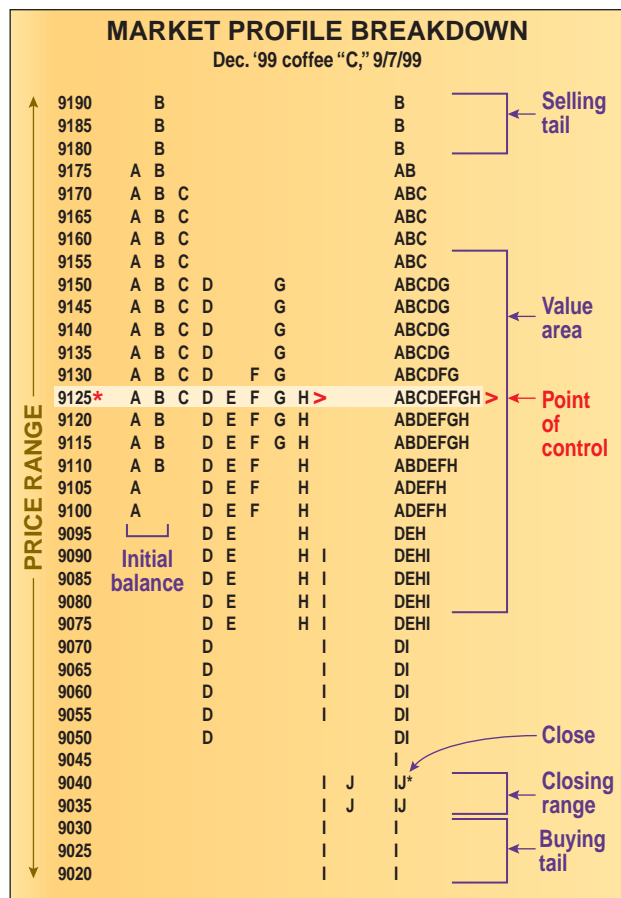 MARKET PROFILE BREAKDOWN
Dec. ‘99 coffee “C,” 9/7/99
PRICE RANGE
9190 B B
9185 B B
9180 B B
Selling
tail
9175 A B AB
9170 A B C ABC
9165 A B C ABC
9160 A B C ABC
9155 A B C ABC
9150 A B C D G ABCDG
9145 A B C D G ABCDG
9140 A B C D G ABCDG
9135 A B C D G ABCDG
9130 A B C D F G ABCDFG
Value
area
9125* A B C D E F G H > ABCDEFGH >
Point
of
control
9120 A B D E F G H ABDEFGH
9115 A B D E F G H ABDEFGH
9110 A B D E F H ABDEFH
9105 A D E F H ADEFH
9100 A D E F H ADEFH
9095 D E H DEH
9090 D E H I DEHI
9085 D E H I DEHI
9080 D E H I DEHI
9075 D E H I DEHI
Initial
balance
9070 D I DI
9065 D I DI
9060 D I DI
9055 D I DI
9050 D DI
9045 I
Close
9040 I J IJ*
9035 I J IJ
Closing
range
9030 I I
9025 I I
9020 I I
Buying
tail